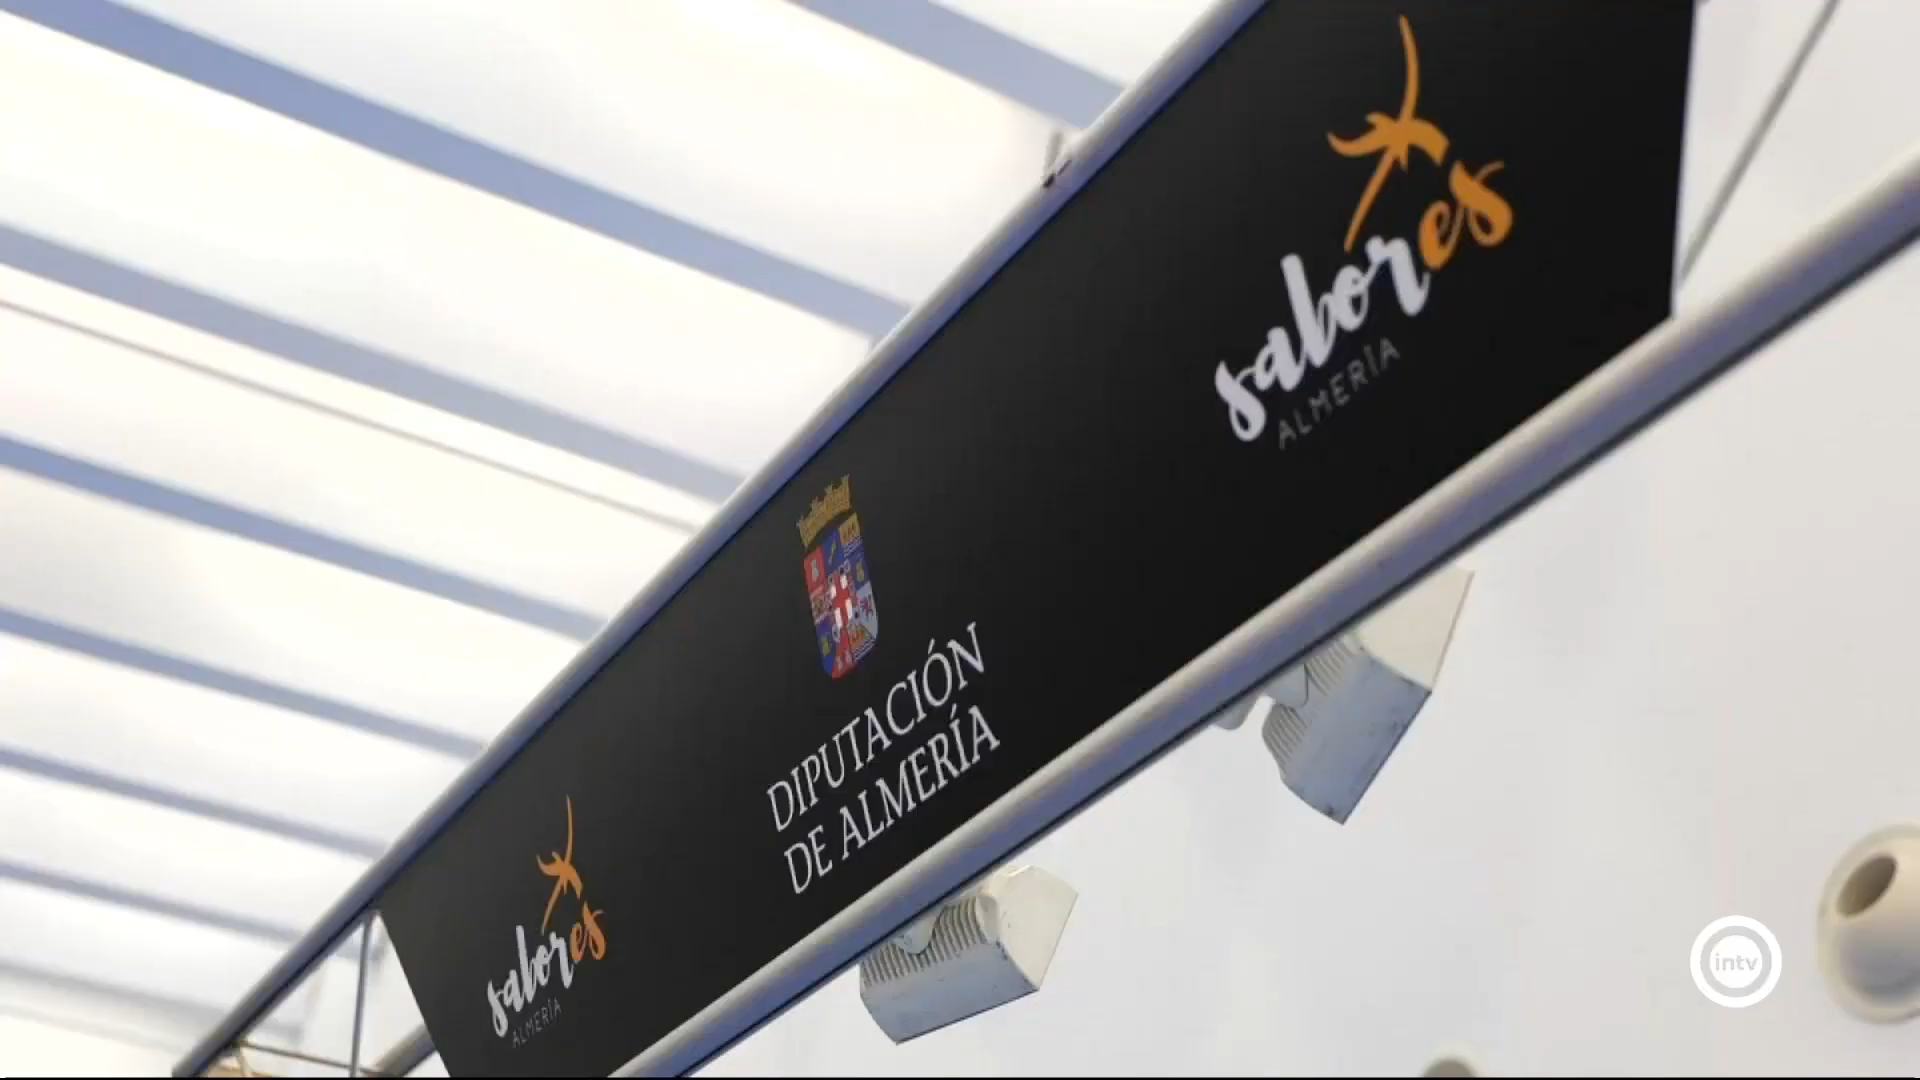 sabores
ALMERÍA
DIPUTACIÓN
DE ALMERÍA
sabores
ALMERÍA
intv